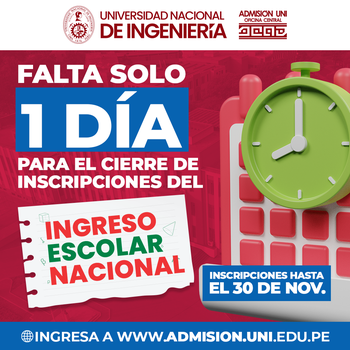 UNIVERSIDAD NACIONAL
DE INGENIERÍA
ADMISION UNI
OFICINA CENTRAL
FALTA SOLO
1 DÍA
PARA EL CIERRE DE
INSCRIPCIONES DEL
INGRESO
ESCOLAR
NACIONAL
INSCRIPCIONES HASTA
EL 30 DE NOV.
INGRESA A WWW.ADMISION.UNI.EDU.PE